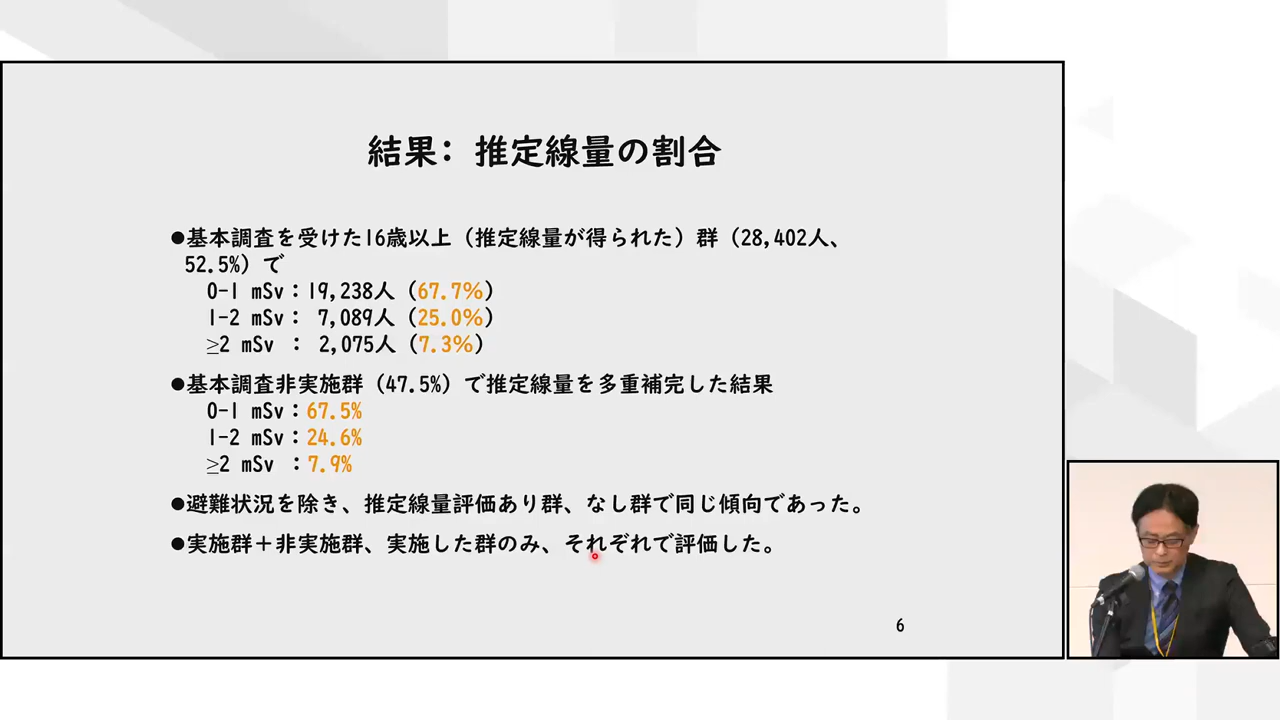 結果: 推定線量の割合
●基本調査を受けた16歳以上（推定線量が得られた）群（28,402人、
52.5%）で
0-1 mSv：19,238人（67.7%）
1-2 mSv： 7,089人（25.0%）
≥2 mSv ： 2,075人（7.3%）
●基本調査非実施群（47.5%）で推定線量を多重補完した結果
0-1 mSv：67.5%
1-2 mSv：24.6%
≥2 mSv ：7.9%
●避難状況を除き、推定線量評価あり群、なし群で同じ傾向であった。
●実施群＋非実施群、実施した群のみ、それぞれで評価した。
6